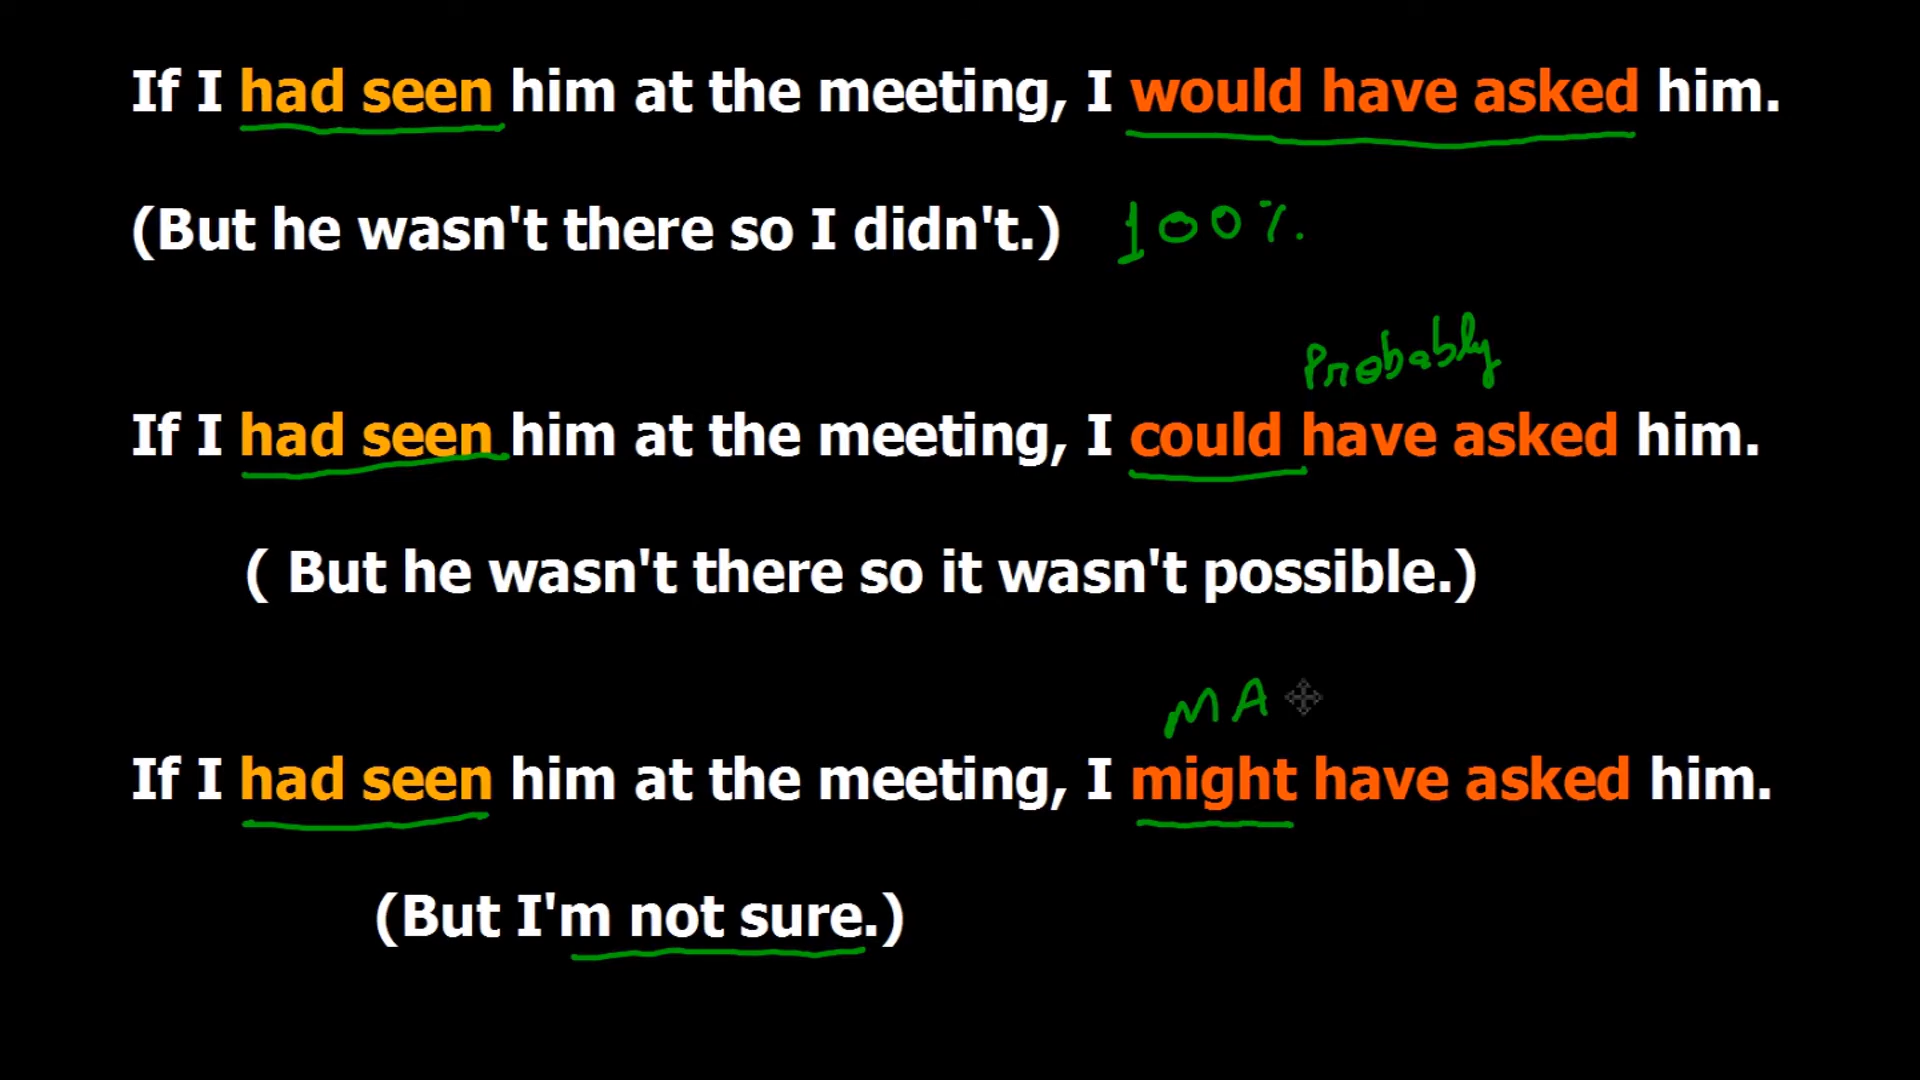 If I had seen him at the meeting, I would have asked him.
(But he wasn't there so I didn't.) 100%.
Probably
If I had seen him at the meeting, I could have asked him.
( But he wasn't there so it wasn't possible.)
MA
If I had seen him at the meeting, I might have asked him.
(But I'm not sure.)